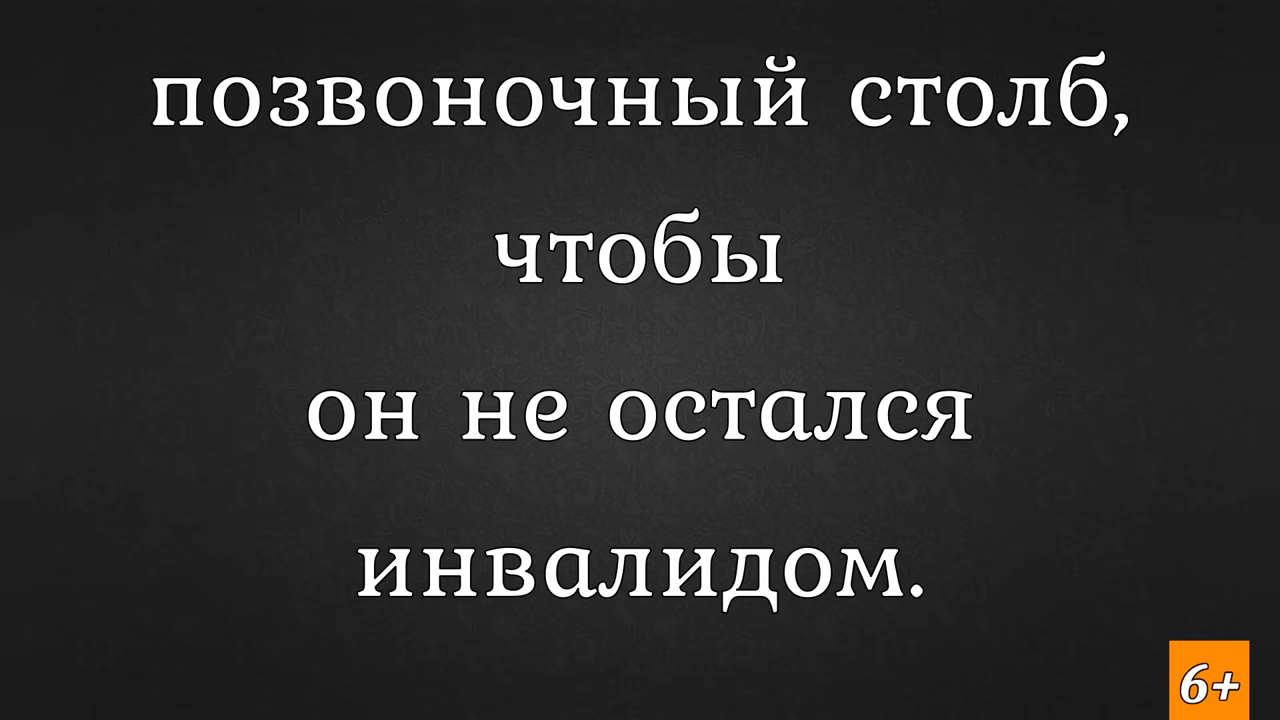 позвоночный столб,
чтобы
он не остался
инвалидом.
6+